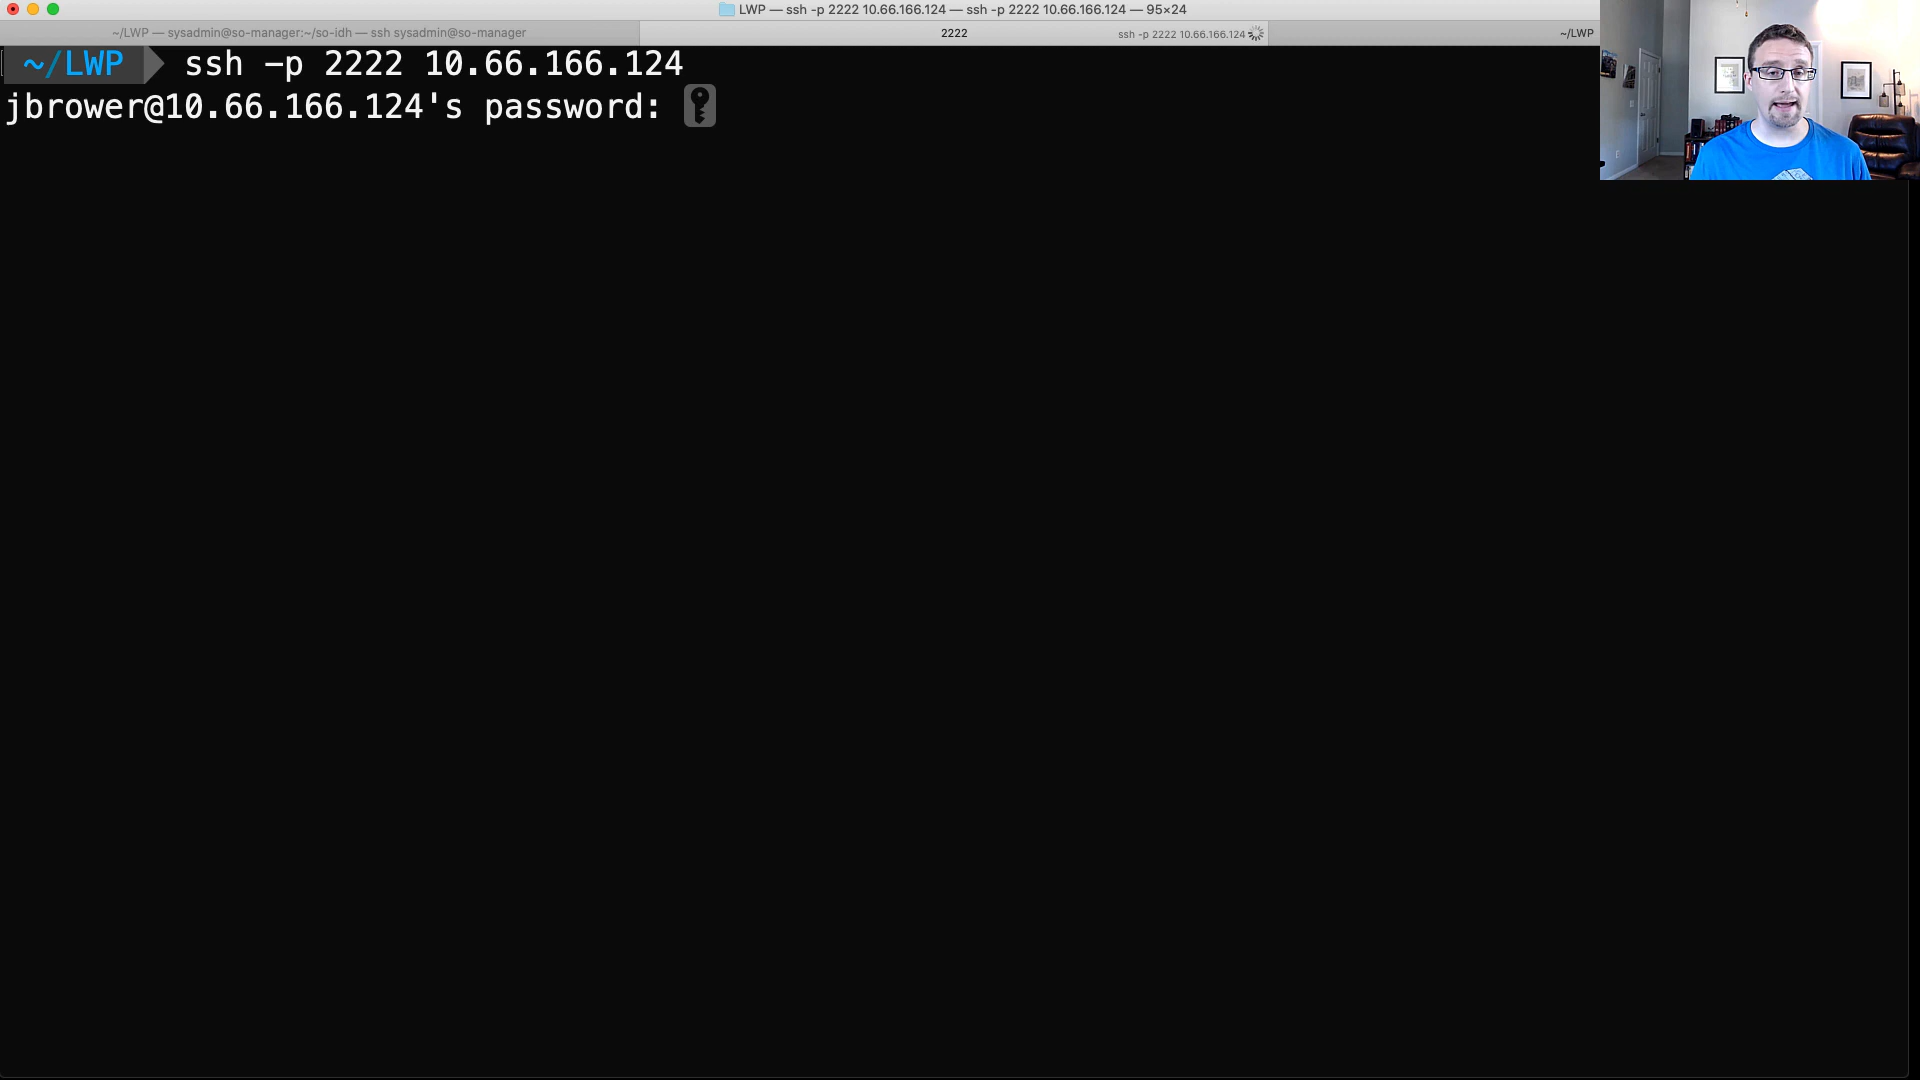 LWP — ssh -p 2222 10.66.166.124 — ssh -p 2222 10.66.166.124 — 95×24
~/LWP — sysadmin@so-manager:~/so-idh — ssh sysadmin@so-manager
2222
ssh -p 2222 10.66.166.124
~/LWP
~/LWP ssh -p 2222 10.66.166.124
jbrower@10.66.166.124's password: